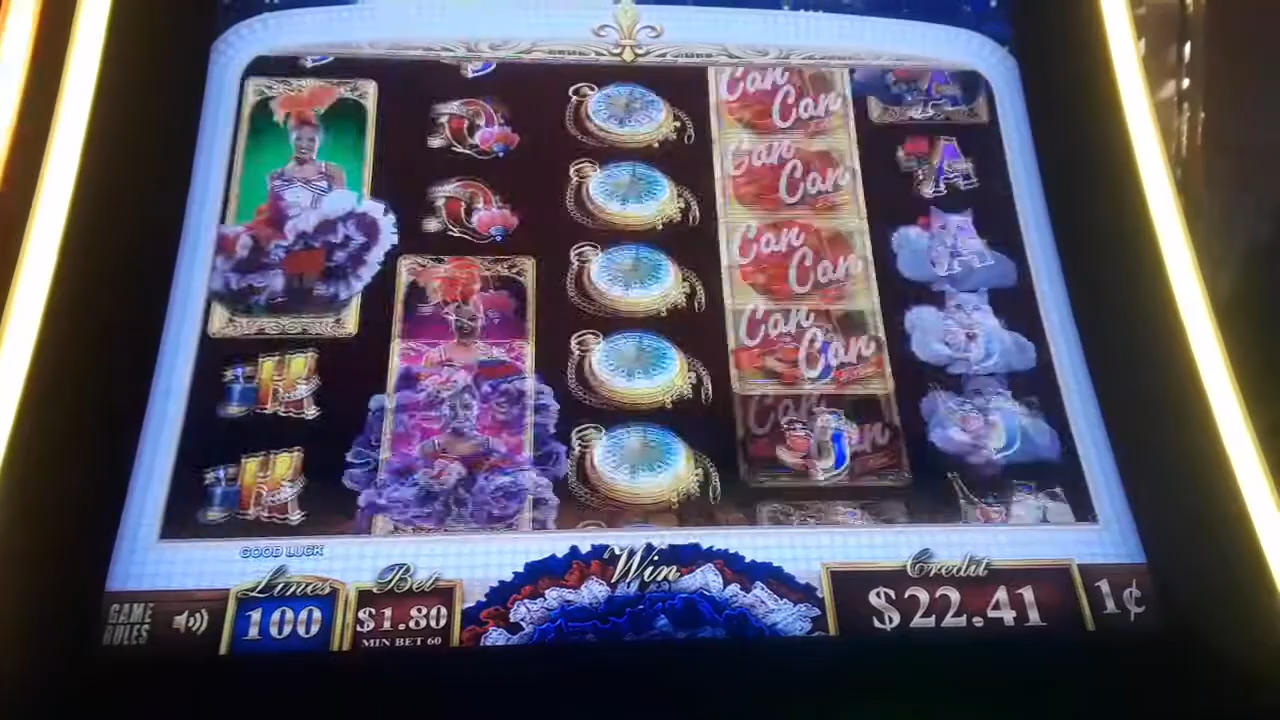 Can
Can
Can
Can
Can
Can
Can
Can
Can
A
A
A
K
K
J
GOOD LUCK
Win
Lines
100
Bet
$1.80
MIN BET 60
Credit
$22.41
1¢
GAME
RULES